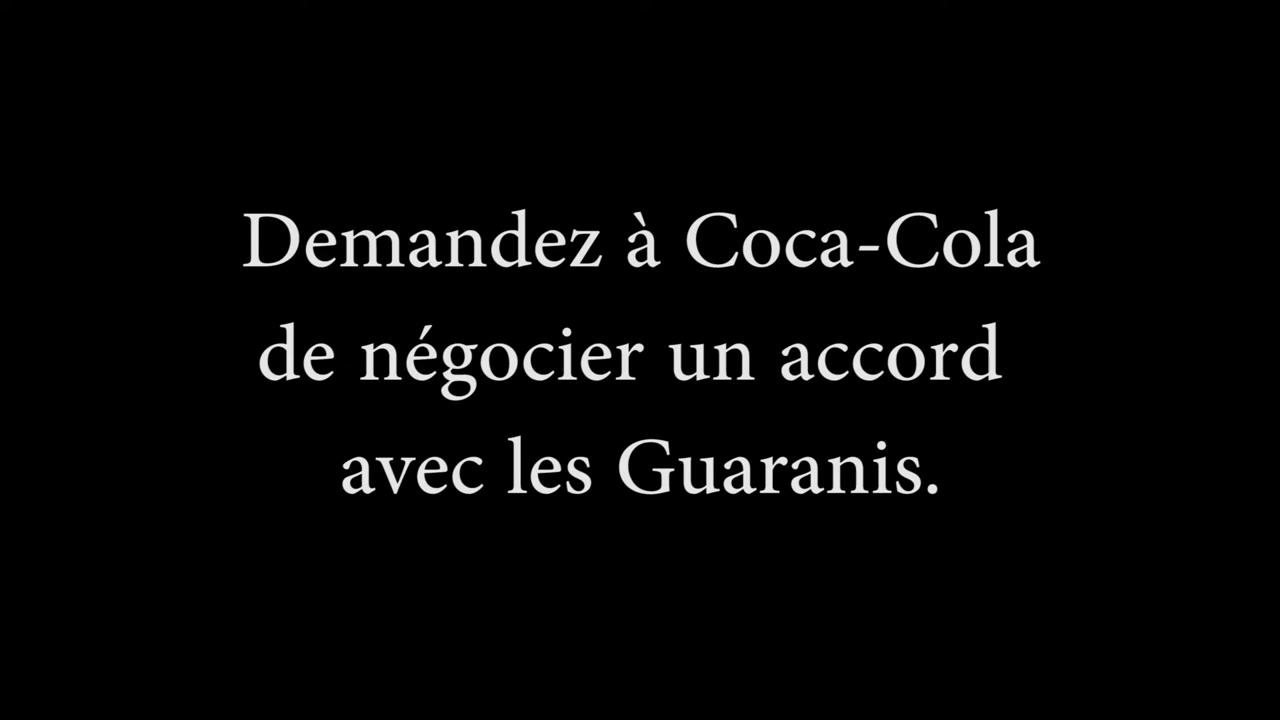 Demandez à Coca-Cola
de négocier un accord
avec les Guaranis.